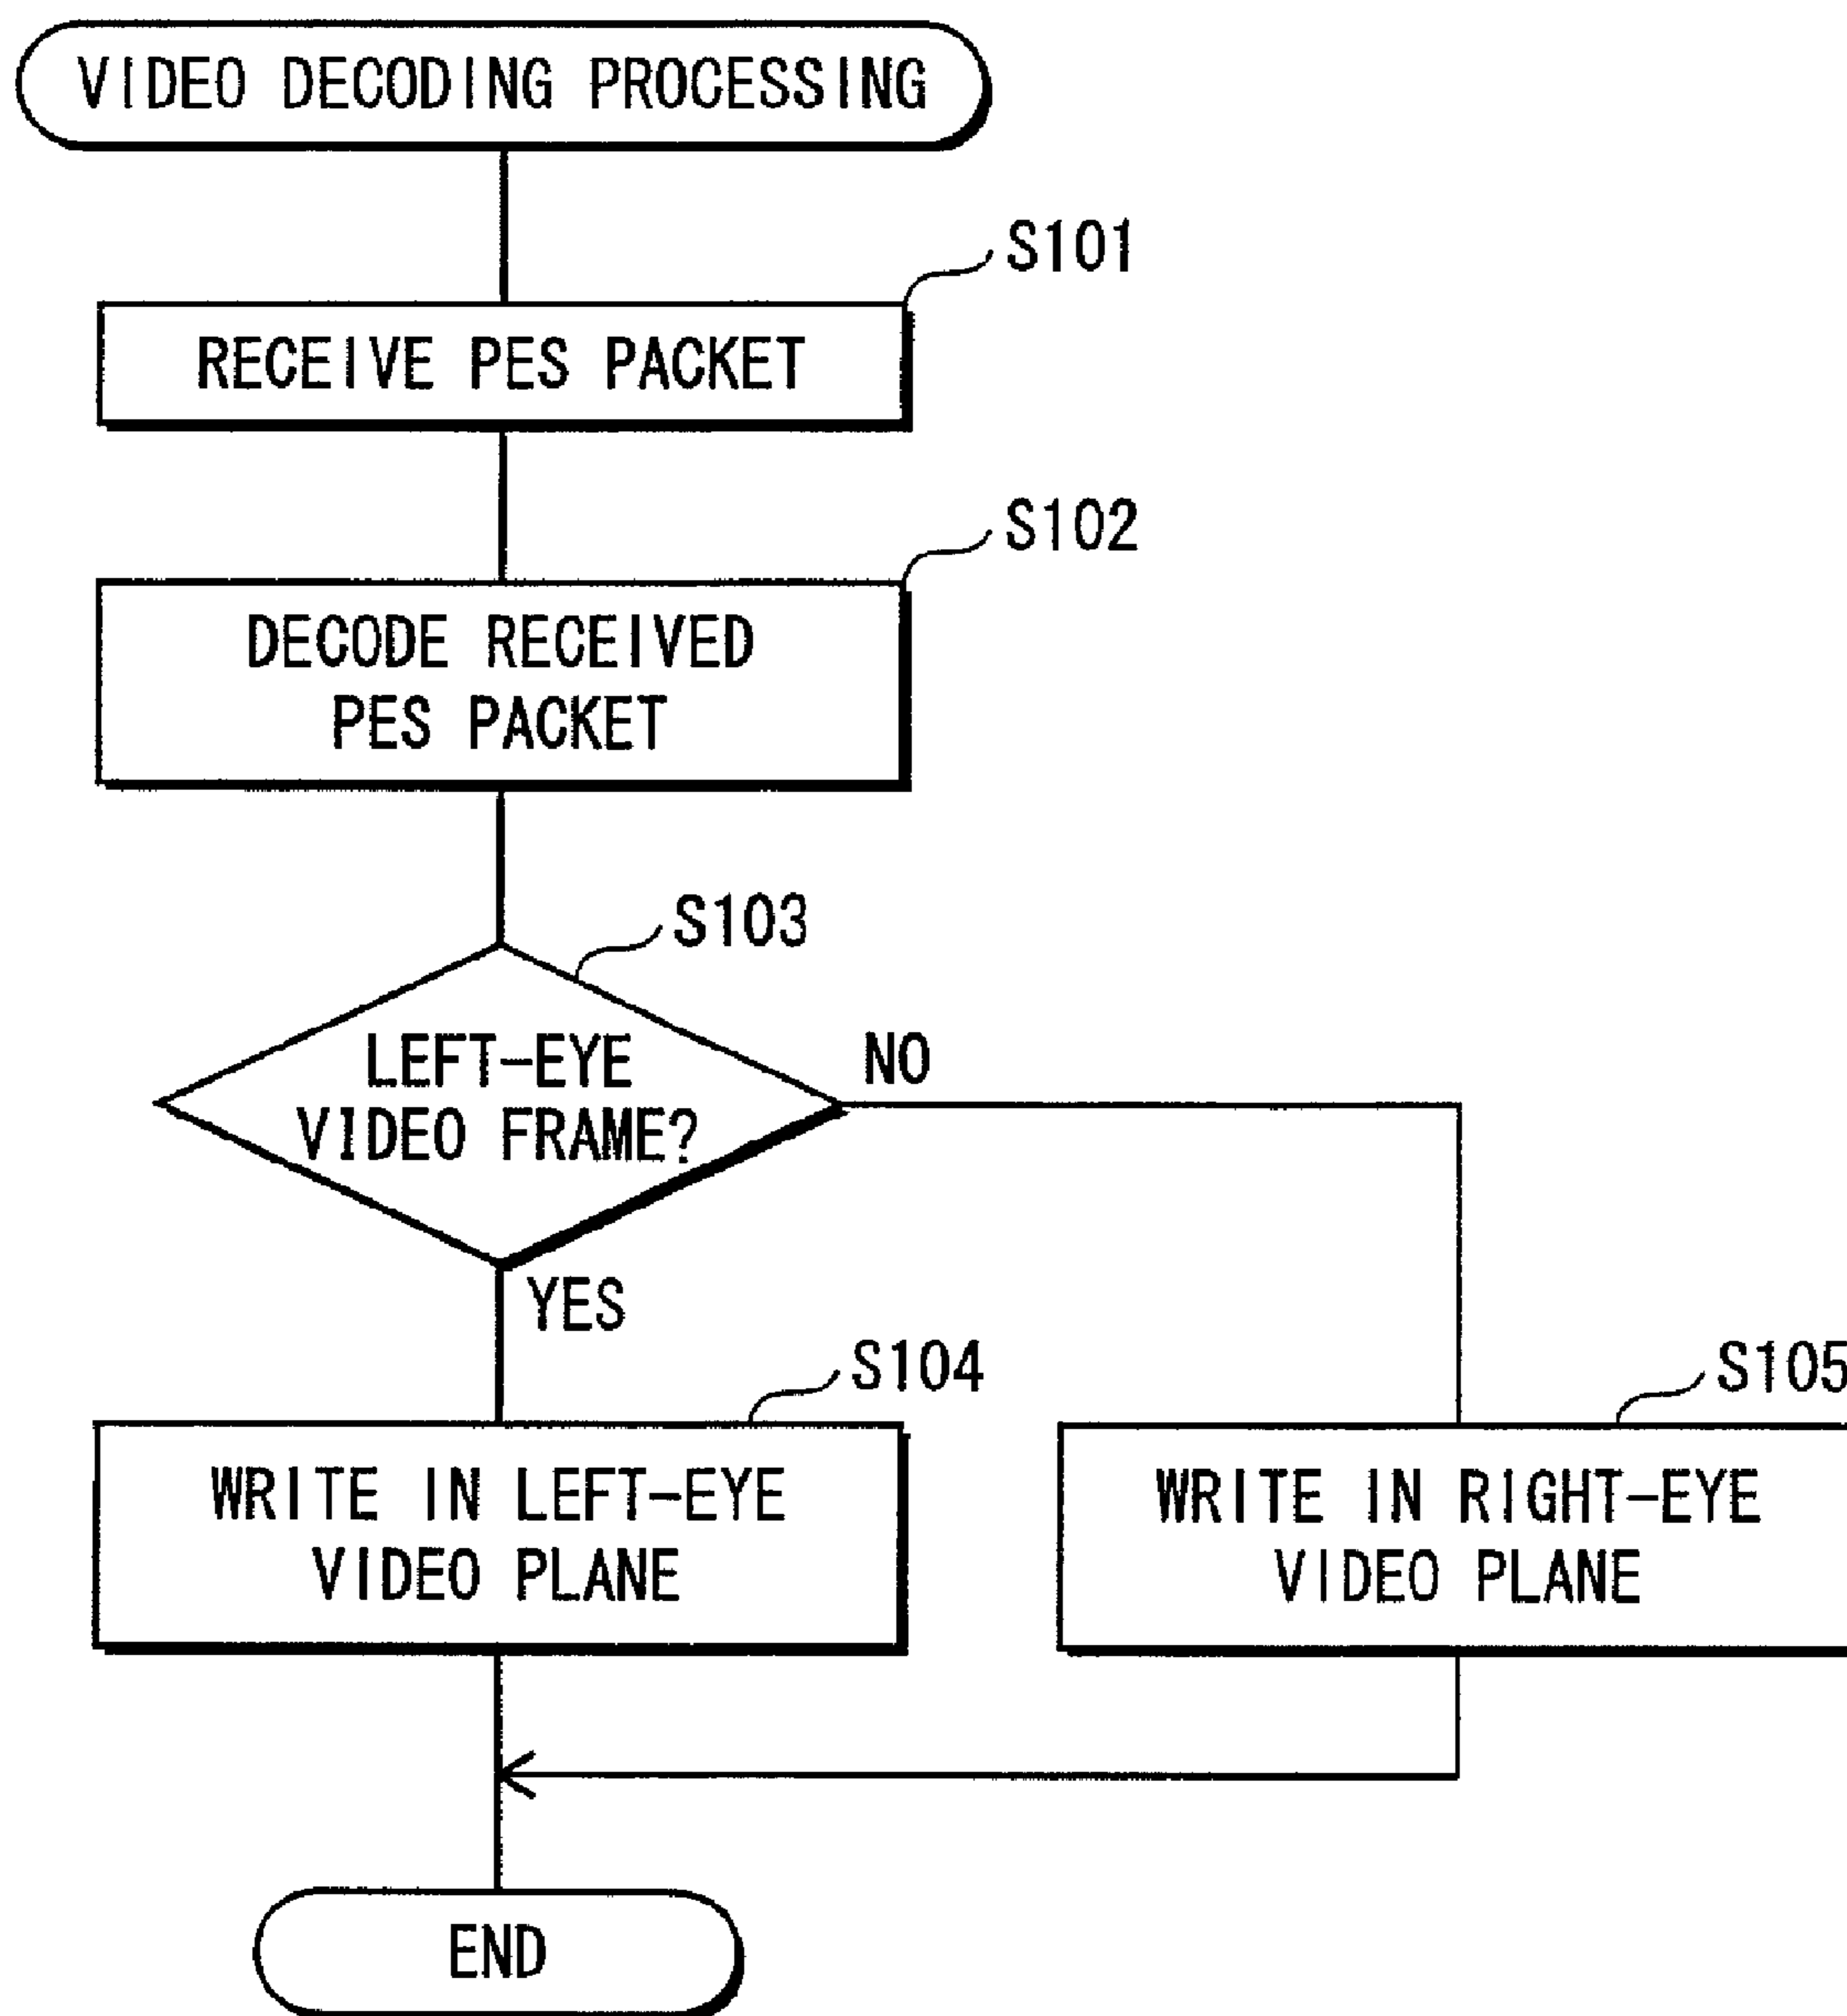 VIDEO DECODING PROCESSING
S101
RECEIVE PES PACKET
S102
DECODE RECEIVED
PES PACKET
S103
LEFT-EYE
VIDEO FRAME?
NO
YES
S104
WRITE IN LEFT-EYE
VIDEO PLANE
S105
WRITE IN RIGHT-EYE
VIDEO PLANE
END